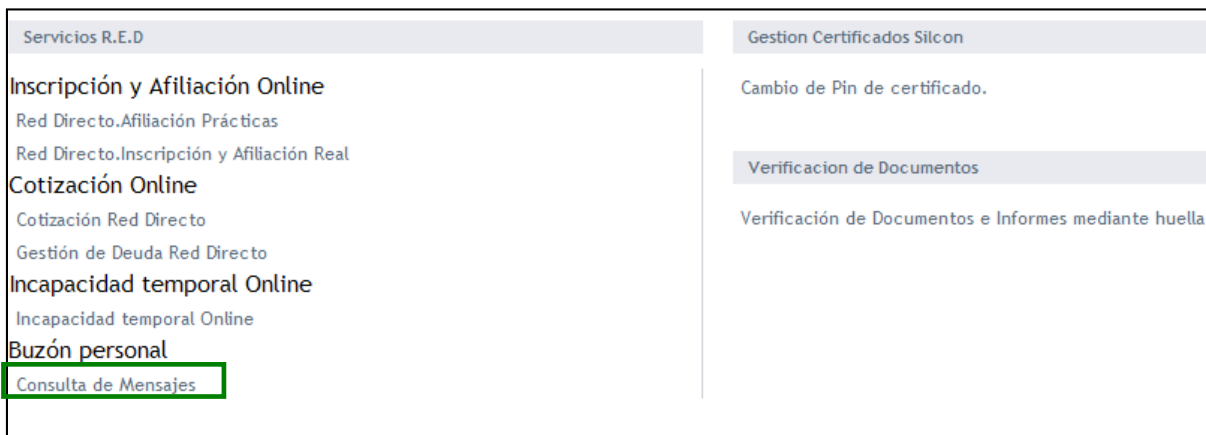 Servicios R.E.D
Inscripción y Afiliación Online
Red Directo.Afiliación Prácticas
Red Directo.Inscripción y Afiliación Real
Cotización Online
Cotización Red Directo
Gestión de Deuda Red Directo
Incapacidad temporal Online
Incapacidad temporal Online
Buzón personal
Consulta de Mensajes
Gestion Certificados Silcon
Cambio de Pin de certificado.
Verificacion de Documentos
Verificación de Documentos e Informes mediante huella